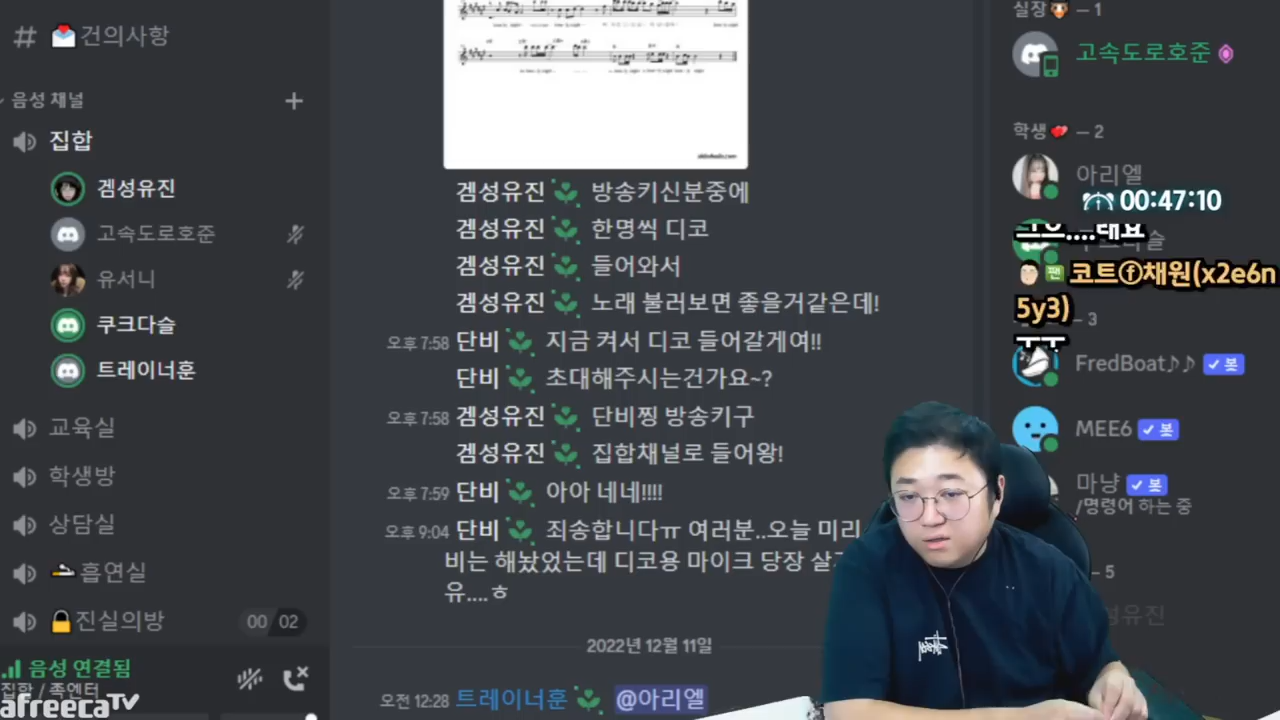 # 건의사항
음성 채널 +
집합
겜성유진
고속도로호준
유서니
쿠크다슬
트레이너훈
교육실
학생방
상담실
흡연실
진실의방 00 02
음성 연결됨
집합 / 족엔터
afreecaTV
겜성유진 방송키신분중에
겜성유진 한명씩 디코
겜성유진 들어와서
겜성유진 노래 불러보면 좋을거같은데!
오후 7:58 단비 지금 켜서 디코 들어갈게여!!
단비 초대해주시는건가요~?
오후 7:58 겜성유진 단비찡 방송키구
겜성유진 집합채널로 들어왕!
오후 7:59 단비 아아 네네!!!!
오후 9:04 단비 죄송합니다ㅠ 여러분..오늘 미리
비는 해놨었는데 디코용 마이크 당장 살
유....ㅎ
2022년 12월 11일
오전 12:28 트레이너훈 @아리엘
실장 – 1
고속도로호준
학생 – 2
아리엘
00:47:10
코트ⓕ채원(x2e6n
5y3)
– 3
ㅜㅜ
FredBoat♪♪ ✓ 봇
MEE6 ✓ 봇
마냥 ✓ 봇
/명령어 하는 중
– 5
유진